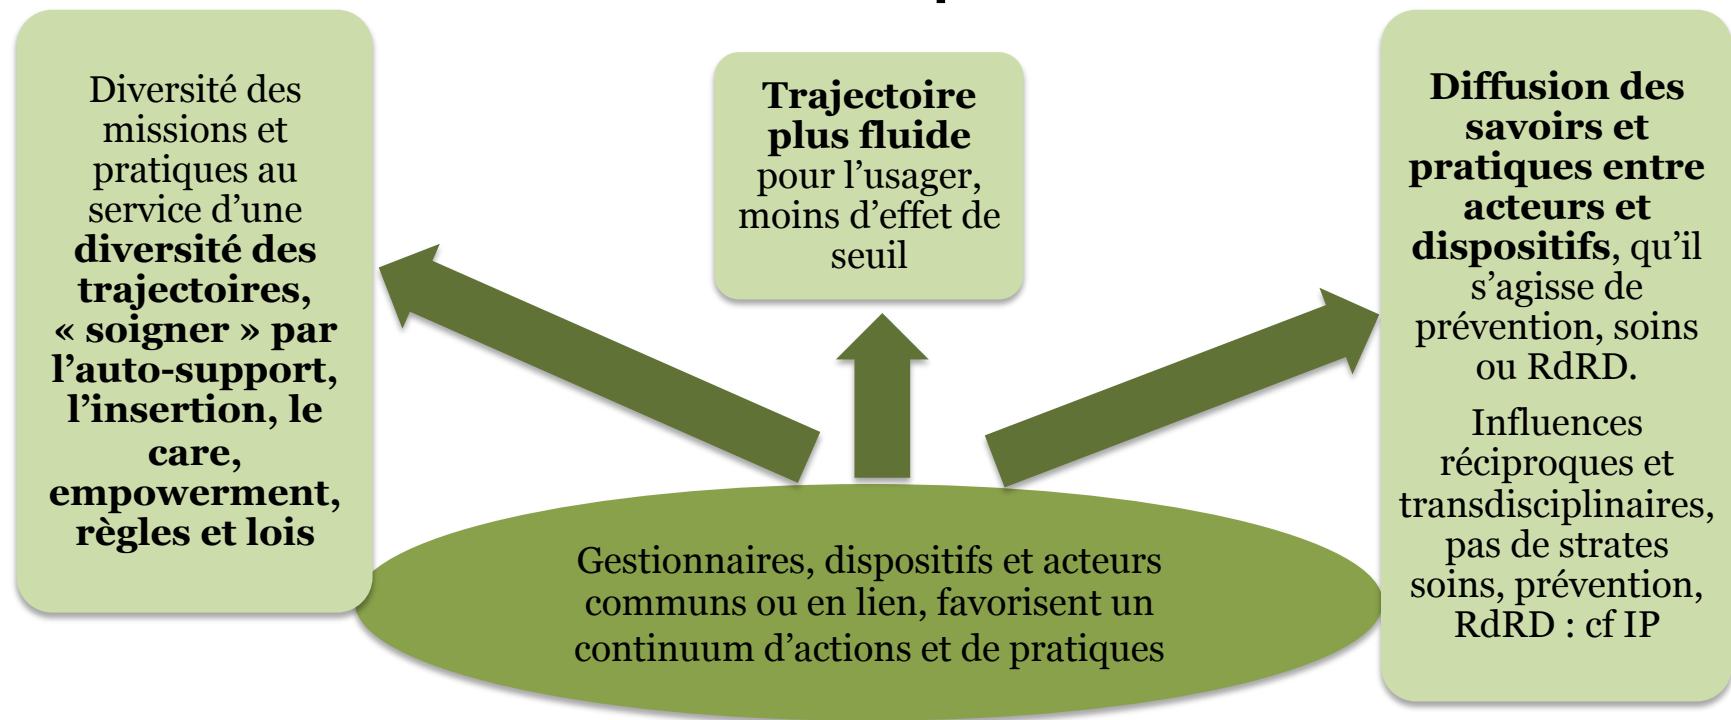 Diversité des
missions et
pratiques au
service d’une
diversité des
trajectoires,
« soigner » par
l’auto-support,
l’insertion, le
care,
empowerment,
règles et lois
Trajectoire
plus fluide
pour l’usager,
moins d’effet de
seuil
Diffusion des
savoirs et
pratiques entre
acteurs et
dispositifs, qu’il
s’agisse de
prévention, soins
ou RdRD.
Influences
réciproques et
transdisciplinaires,
pas de strates
soins, prévention,
RdRD : cf IP
Gestionnaires, dispositifs et acteurs
communs ou en lien, favorisent un
continuum d’actions et de pratiques